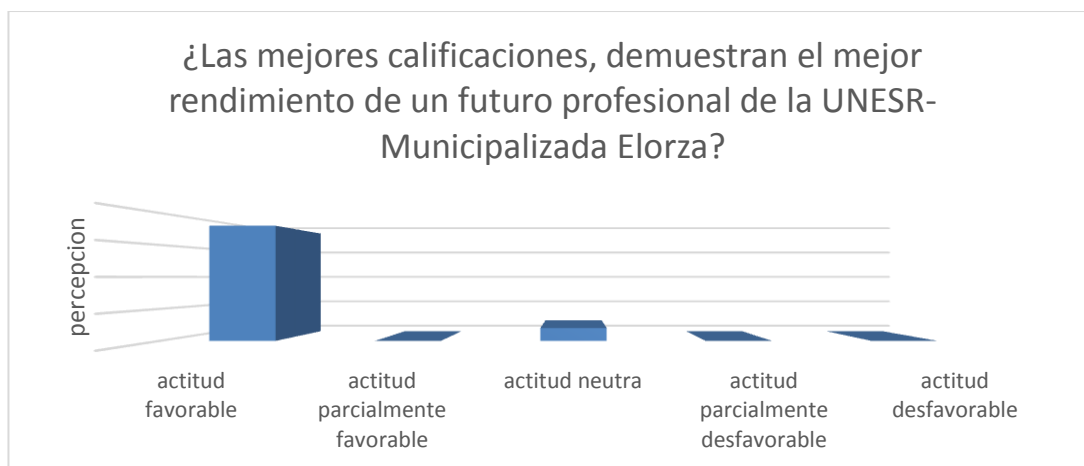 ¿Las mejores calificaciones, demuestran el mejor
rendimiento de un futuro profesional de la UNESR-
Municipalizada Elorza?
percepcion
actitud
favorable
actitud
parcialmente
favorable
actitud neutra
actitud
parcialmente
desfavorable
actitud
desfavorable